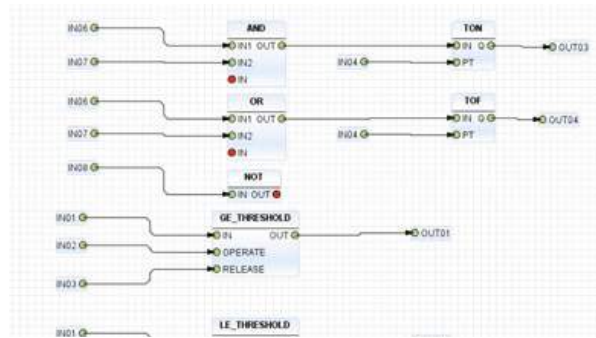 AND
TON
IN06
IN1 OUT
IN Q
OUT03
IN07
IN2
IN04
PT
IN
OR
TOF
IN06
IN1 OUT
IN Q
OUT04
IN07
IN2
IN04
PT
IN
IN08
NOT
IN OUT
IN01
GE_THRESHOLD
IN OUT
OUT01
IN02
OPERATE
RELEASE
IN03
LE_THRESHOLD
IN01